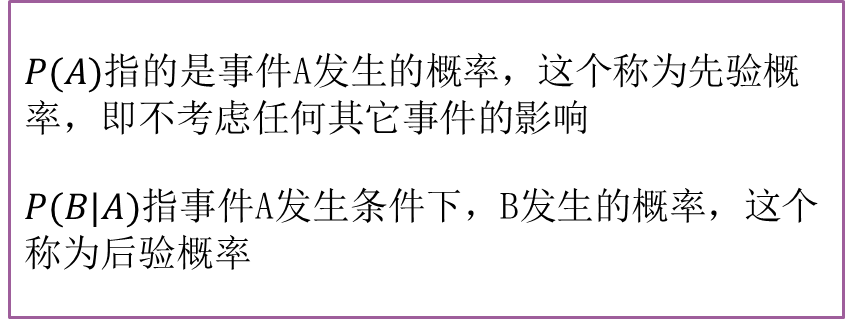 P(A)指的是事件A发生的概率，这个称为先验概
率，即不考虑任何其它事件的影响
P(B|A)指事件A发生条件下，B发生的概率，这个
称为后验概率